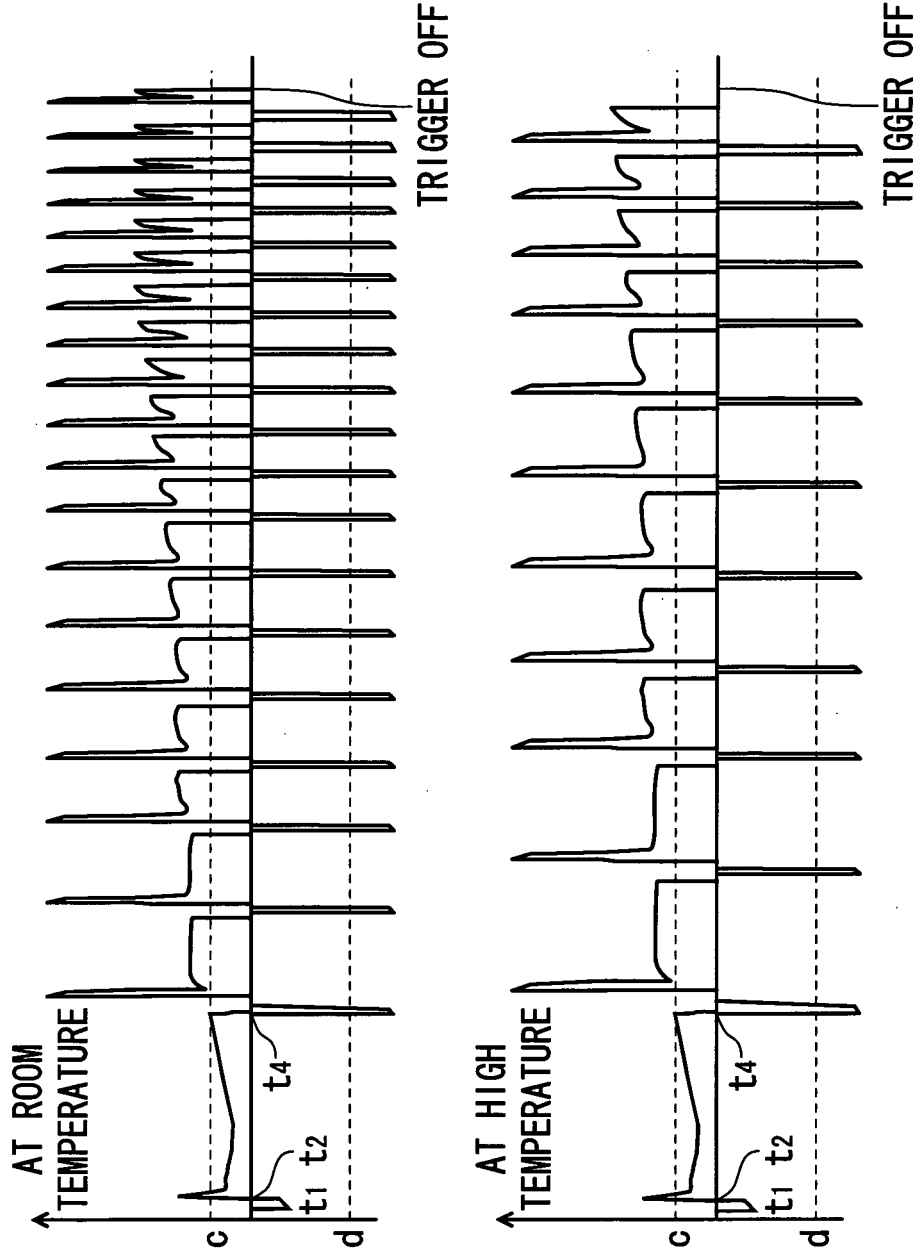 AT ROOM
TEMPERATURE
c
d
t1
t2
t4
TRIGGER OFF
AT HIGH
TEMPERATURE
c
d
t1
t2
t4
TRIGGER OFF